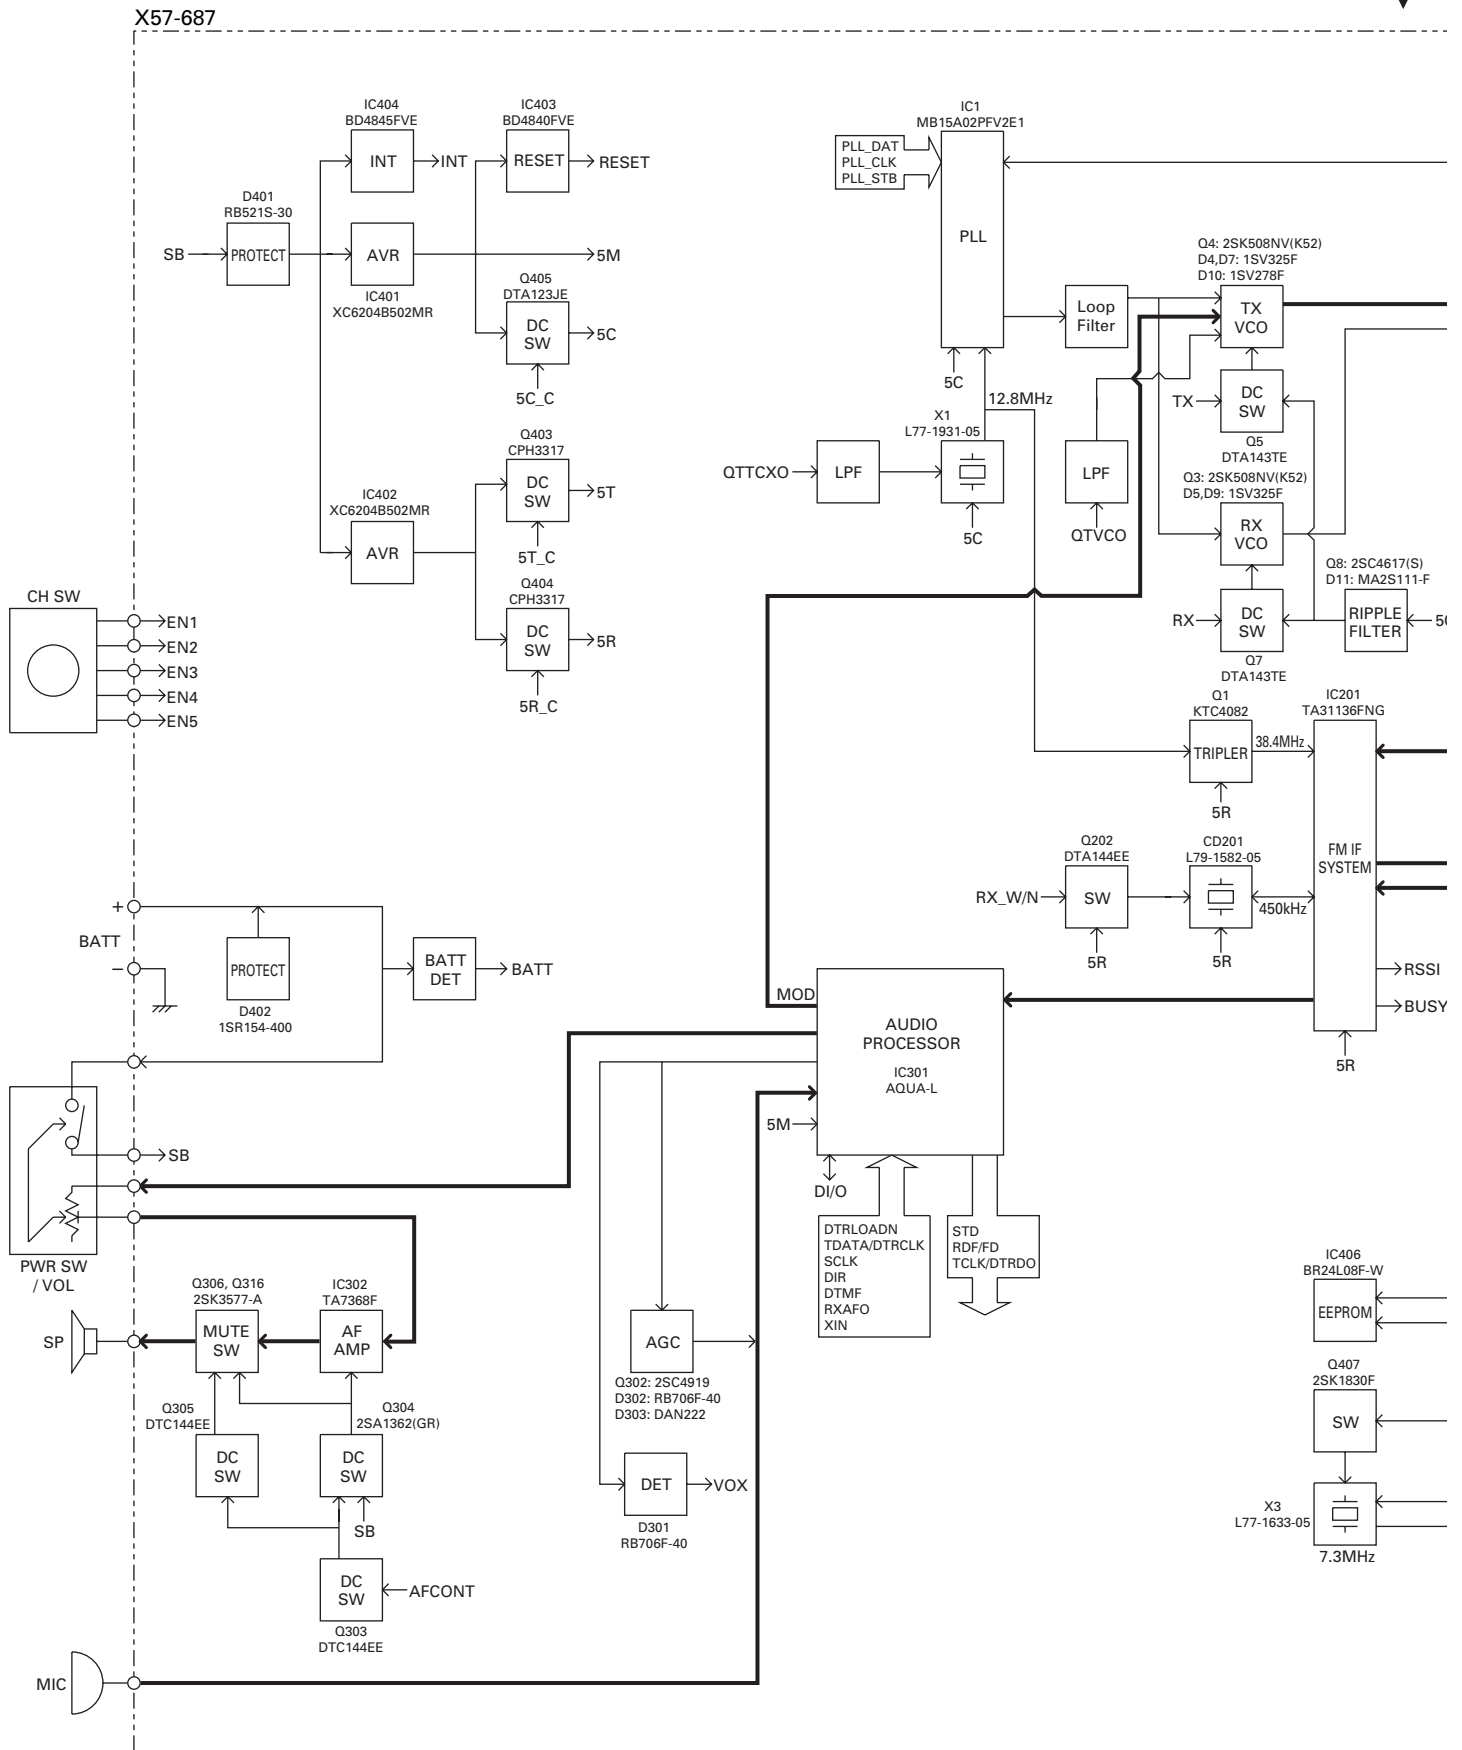 X57-687
IC404
BD4845FVE
INT
INT
IC403
BD4840FVE
RESET
RESET
D401
RB521S-30
SB
PROTECT
AVR
IC401
XC6204B502MR
5M
Q405
DTA123JE
DC
SW
5C
5C_C
Q403
CPH3317
DC
SW
5T
5T_C
IC402
XC6204B502MR
AVR
Q404
CPH3317
DC
SW
5R
5R_C
IC1
MB15A02PFV2E1
PLL_DAT
PLL_CLK
PLL_STB
PLL
5C
12.8MHz
Loop
Filter
Q4: 2SK508NV(K52)
D4,D7: 1SV325F
D10: 1SV278F
TX
VCO
TX
DC
SW
Q5
DTA143TE
X1
L77-1931-05
QTTCXO
LPF
5C
LPF
QTVCO
Q3: 2SK508NV(K52)
D5,D9: 1SV325F
RX
VCO
RX
DC
SW
Q7
DTA143TE
Q8: 2SC4617(S)
D11: MA2S111-F
RIPPLE
FILTER
CH SW
EN1
EN2
EN3
EN4
EN5
Q1
KTC4082
TRIPLER
38.4MHz
5R
IC201
TA31136FNG
FM IF
SYSTEM
Q202
DTA144EE
RX_W/N
SW
5R
CD201
L79-1582-05
450kHz
5R
RSSI
BUSY
5R
+
BATT
−
PROTECT
D402
1SR154-400
BATT
DET
BATT
MOD
AUDIO
PROCESSOR
IC301
AQUA-L
5M
DI/O
DTRLOADN
TDATA/DTRCLK
SCLK
DIR
DTMF
RXAFO
XIN
STD
RDF/FD
TCLK/DTRDO
SB
PWR SW
/ VOL
Q306, Q316
2SK3577-A
MUTE
SW
IC302
TA7368F
AF
AMP
SP
Q305
DTC144EE
DC
SW
Q304
2SA1362(GR)
DC
SW
SB
DC
SW
AFCONT
Q303
DTC144EE
AGC
Q302: 2SC4919
D302: RB706F-40
D303: DAN222
DET
VOX
D301
RB706F-40
IC406
BR24L08F-W
EEPROM
Q407
2SK1830F
SW
X3
L77-1633-05
7.3MHz
MIC